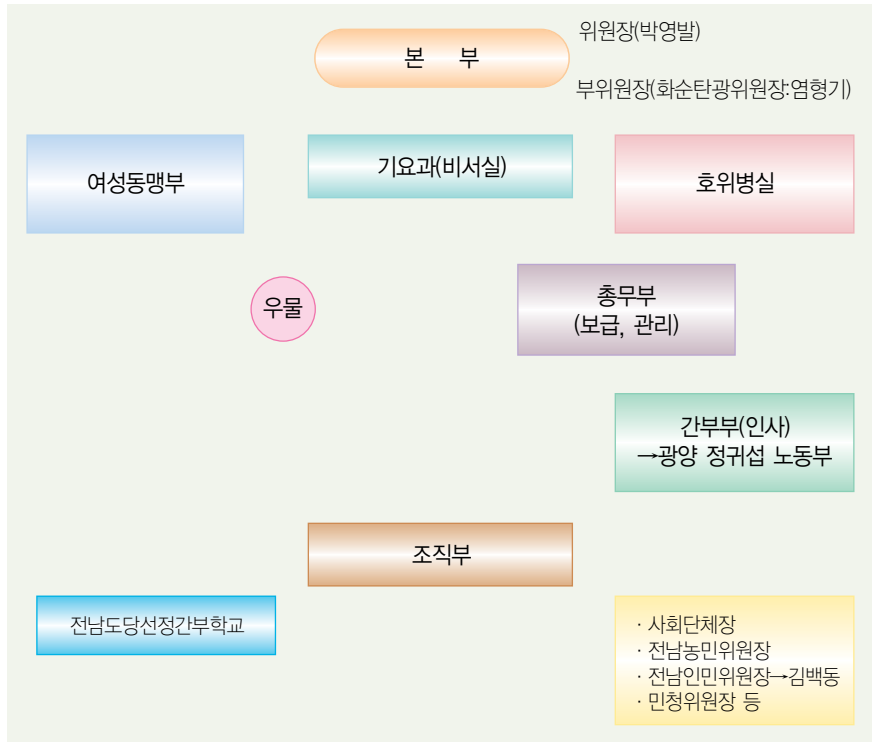 위원장(박영발)
본 부
부위원장(화순탄광위원장:염형기)
여성동맹부
기요과(비서실)
호위병실
우물
총무부
(보급, 관리)
간부부(인사)
→광양 정귀섭 노동부
조직부
전남도당선정간부학교
· 사회단체장
· 전남농민위원장
· 전남인민위원장→김백동
· 민청위원장 등